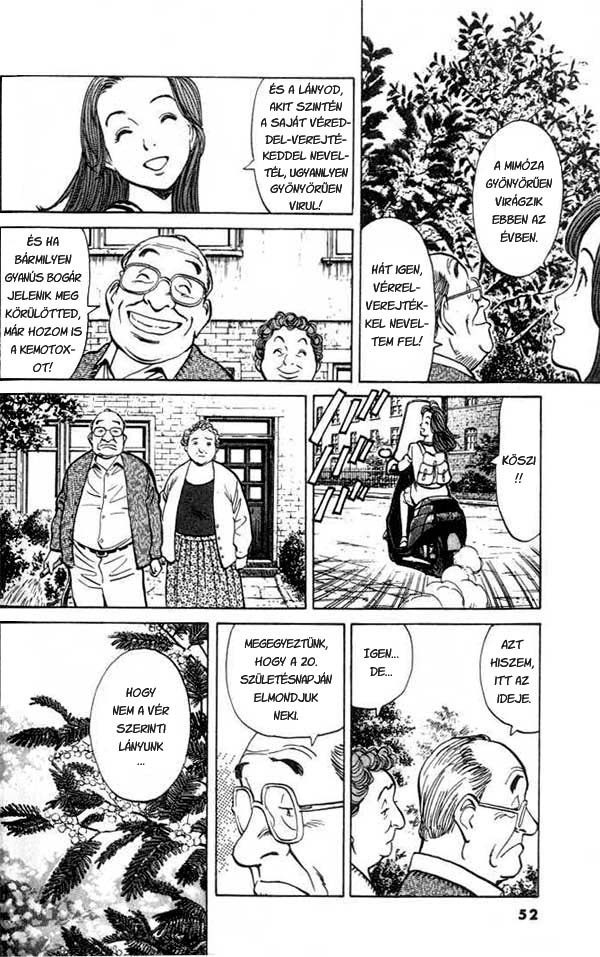 A MIMÓZA
GYÖNYÖRŰEN
VIRÁGZIK
EBBEN AZ
ÉVBEN.
HÁT IGEN,
VÉRREL-
VEREJTÉK-
KEL NEVEL-
TEM FEL!
ÉS A LÁNYOD,
AKIT SZINTÉN
A SAJÁT VÉRED-
DEL-VEREJTÉ-
KEDDEL NEVEL-
TÉL, UGYANILYEN
GYÖNYÖRŰEN
VIRUL!
ÉS HA
BÁRMILYEN
GYANÚS BOGÁR
JELENIK MEG
KÖRÜLÖTTED,
MÁR HOZOM IS
A KEMOTOX-
OT!
KÖSZI
!!
AZT
HISZEM,
ITT AZ
IDEJE.
IGEN...
DE...
MEGEGYEZTÜNK,
HOGY A 20.
SZÜLETÉSNAPJÁN
ELMONDJUK
NEKI.
HOGY
NEM A VÉR
SZERINTI
LÁNYUNK
...
52